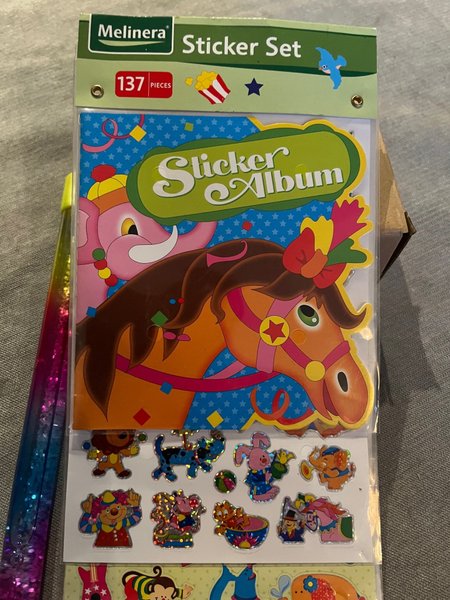 Melinera®
Sticker Set
137 PIECES
Sticker
Album